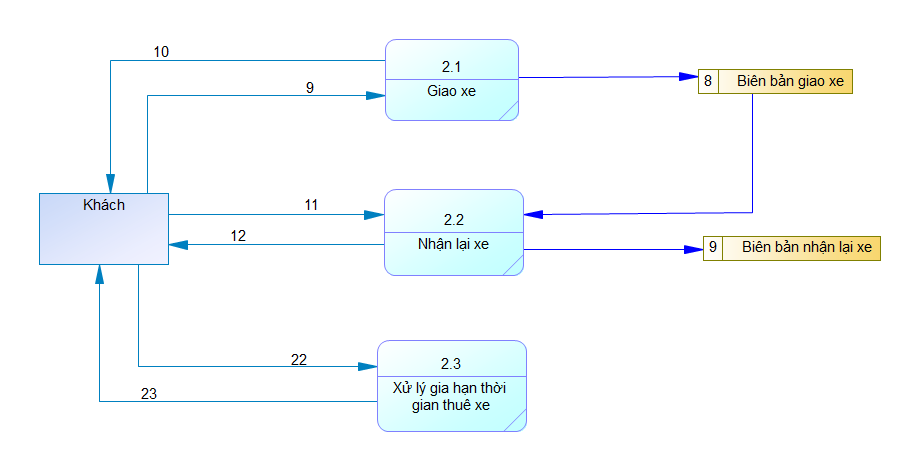 10
2.1
8 Biên bản giao xe
9
Giao xe
Khách
11
2.2
12
Nhận lại xe
9 Biên bản nhận lại xe
22
2.3
23
Xử lý gia hạn thời
gian thuê xe